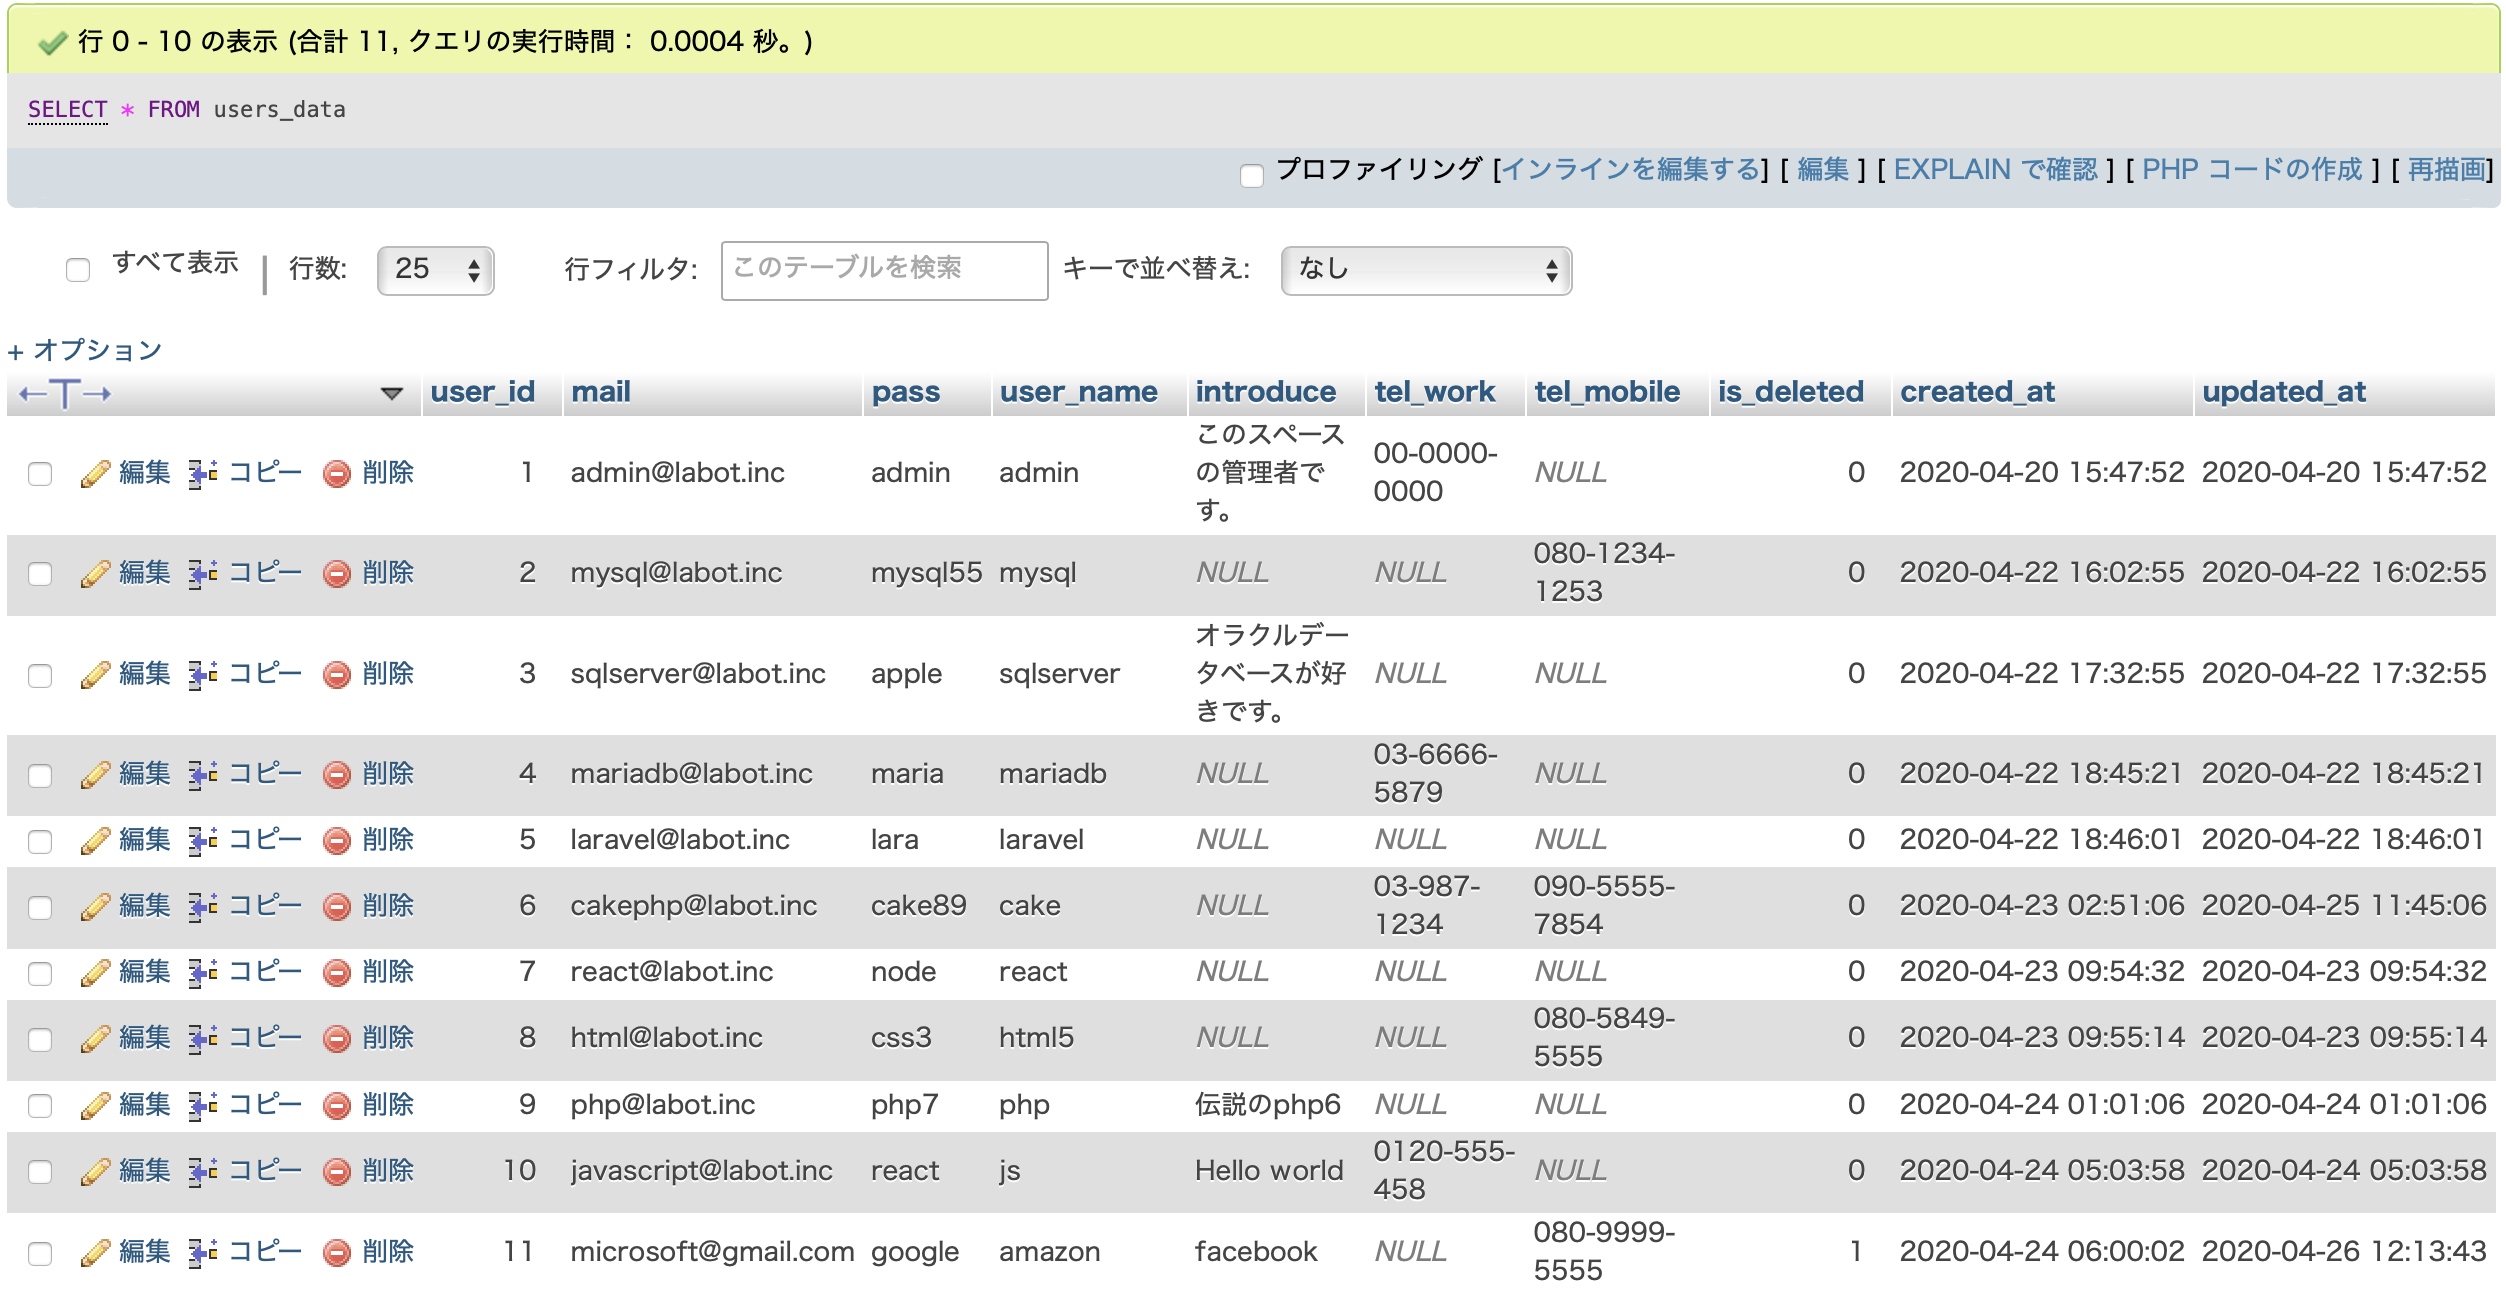 行 0 - 10 の表示 (合計 11, クエリの実行時間： 0.0004 秒。)
SELECT * FROM users_data
プロファイリング [インラインを編集する] [ 編集 ] [ EXPLAIN で確認 ] [ PHP コードの作成 ] [ 再描画]
すべて表示 行数: 25 行フィルタ: このテーブルを検索 キーで並べ替え: なし
+ オプション
←T→ user_id mail pass user_name introduce tel_work tel_mobile is_deleted created_at updated_at
編集 コピー 削除 1 admin@labot.inc admin admin このスペースの管理者です。 00-0000-0000 NULL 0 2020-04-20 15:47:52 2020-04-20 15:47:52
編集 コピー 削除 2 mysql@labot.inc mysql55 mysql NULL NULL 080-1234-1253 0 2020-04-22 16:02:55 2020-04-22 16:02:55
編集 コピー 削除 3 sqlserver@labot.inc apple sqlserver オラクルデータベースが好きです。 NULL NULL 0 2020-04-22 17:32:55 2020-04-22 17:32:55
編集 コピー 削除 4 mariadb@labot.inc maria mariadb NULL 03-6666-5879 NULL 0 2020-04-22 18:45:21 2020-04-22 18:45:21
編集 コピー 削除 5 laravel@labot.inc lara laravel NULL NULL NULL 0 2020-04-22 18:46:01 2020-04-22 18:46:01
編集 コピー 削除 6 cakephp@labot.inc cake89 cake NULL 03-987-1234 090-5555-7854 0 2020-04-23 02:51:06 2020-04-25 11:45:06
編集 コピー 削除 7 react@labot.inc node react NULL NULL NULL 0 2020-04-23 09:54:32 2020-04-23 09:54:32
編集 コピー 削除 8 html@labot.inc css3 html5 NULL NULL 080-5849-5555 0 2020-04-23 09:55:14 2020-04-23 09:55:14
編集 コピー 削除 9 php@labot.inc php7 php 伝説のphp6 NULL NULL 0 2020-04-24 01:01:06 2020-04-24 01:01:06
編集 コピー 削除 10 javascript@labot.inc react js Hello world 0120-555-458 NULL 0 2020-04-24 05:03:58 2020-04-24 05:03:58
編集 コピー 削除 11 microsoft@gmail.com google amazon facebook NULL 080-9999-5555 1 2020-04-24 06:00:02 2020-04-26 12:13:43